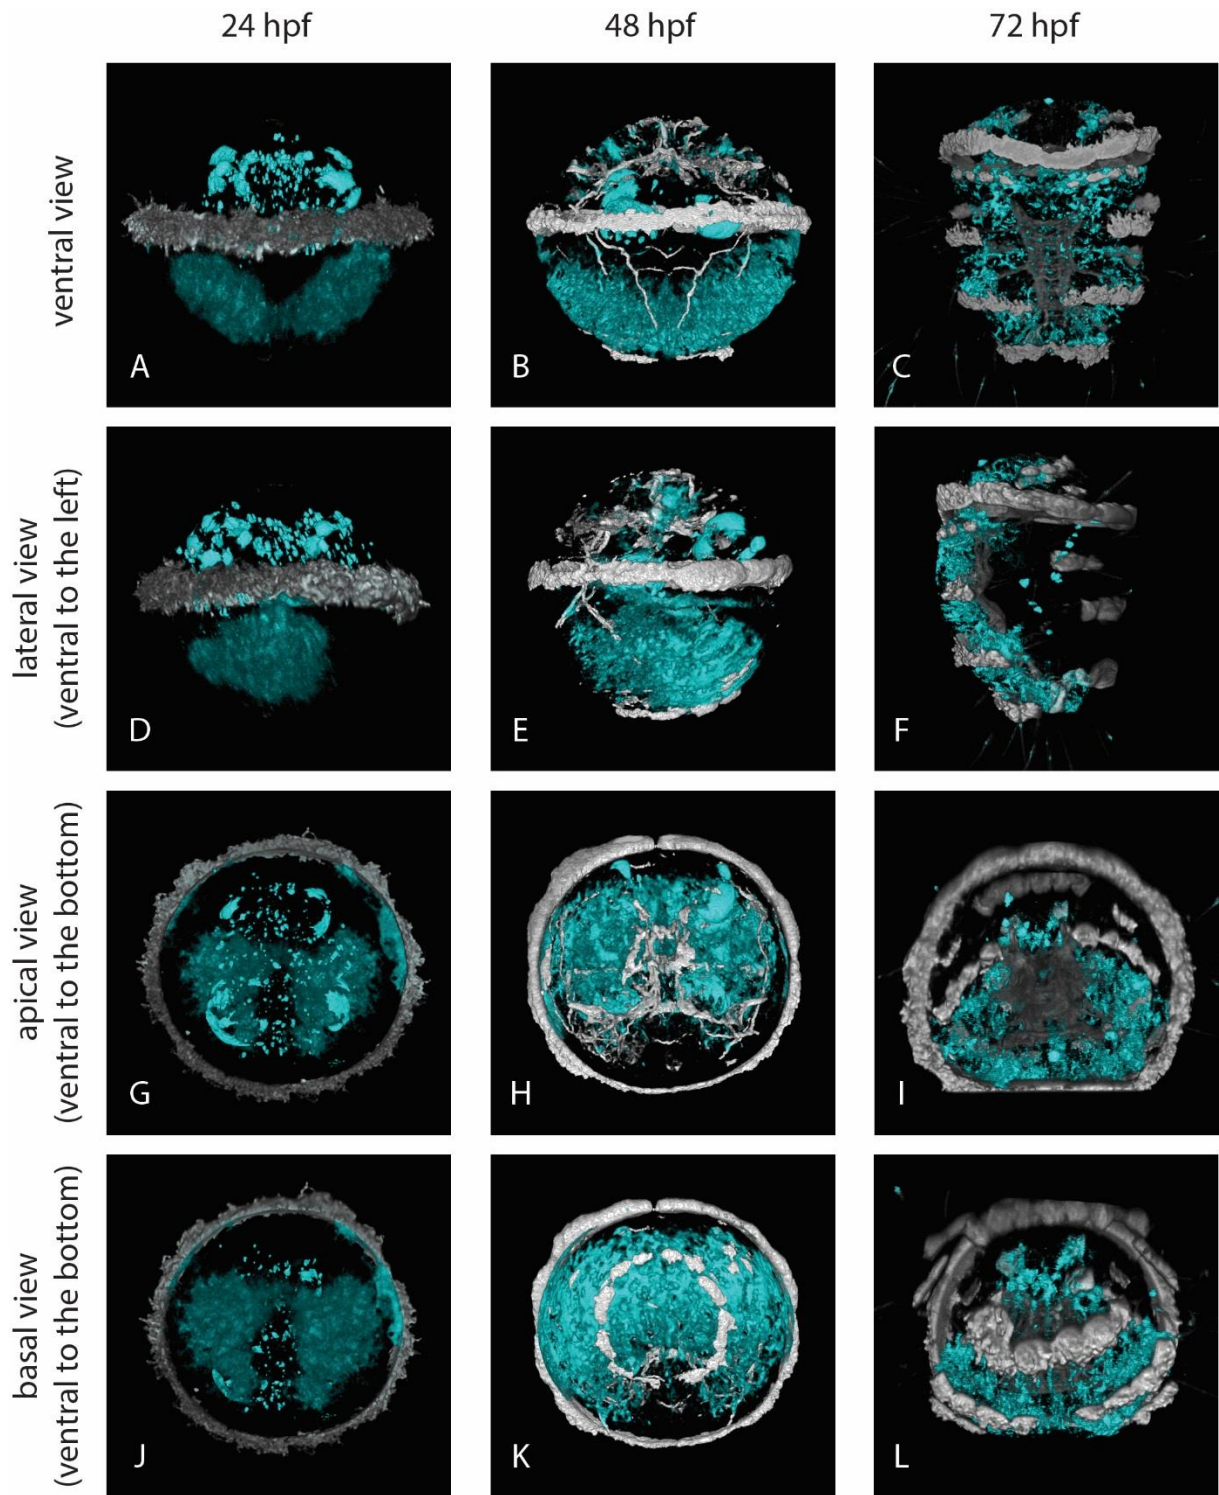 24 hpf
48 hpf
72 hpf
ventral view
A
B
C
lateral view
(ventral to the left)
D
E
F
apical view
(ventral to the bottom)
G
H
I
basal view
(ventral to the bottom)
J
K
L